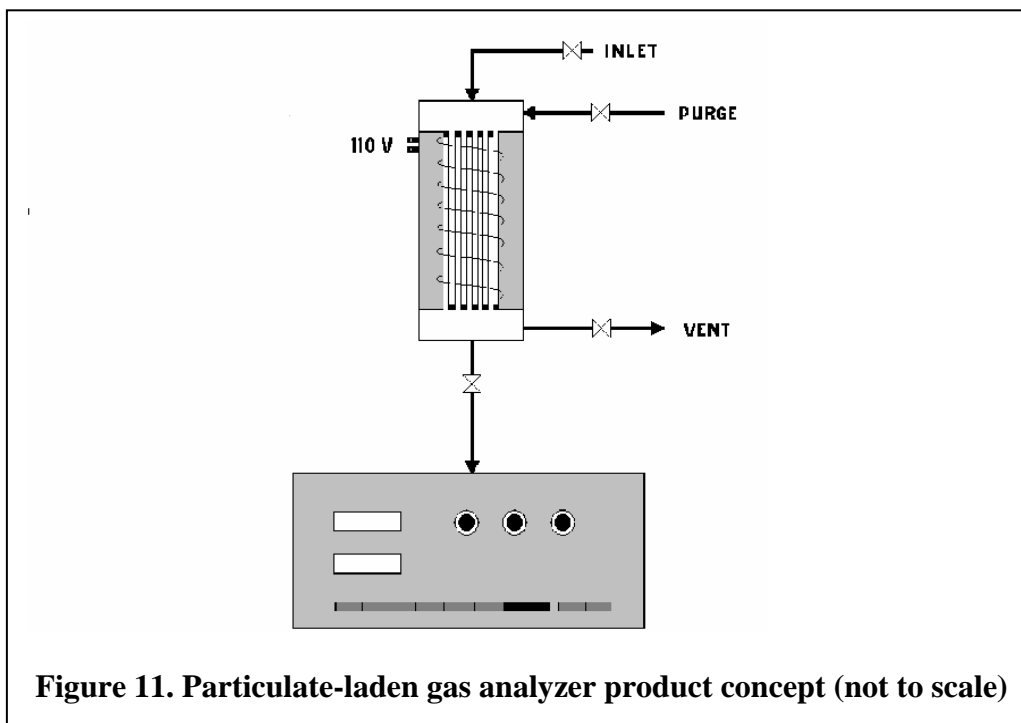 INLET
PURGE
110 V
VENT
Figure 11. Particulate-laden gas analyzer product concept (not to scale)